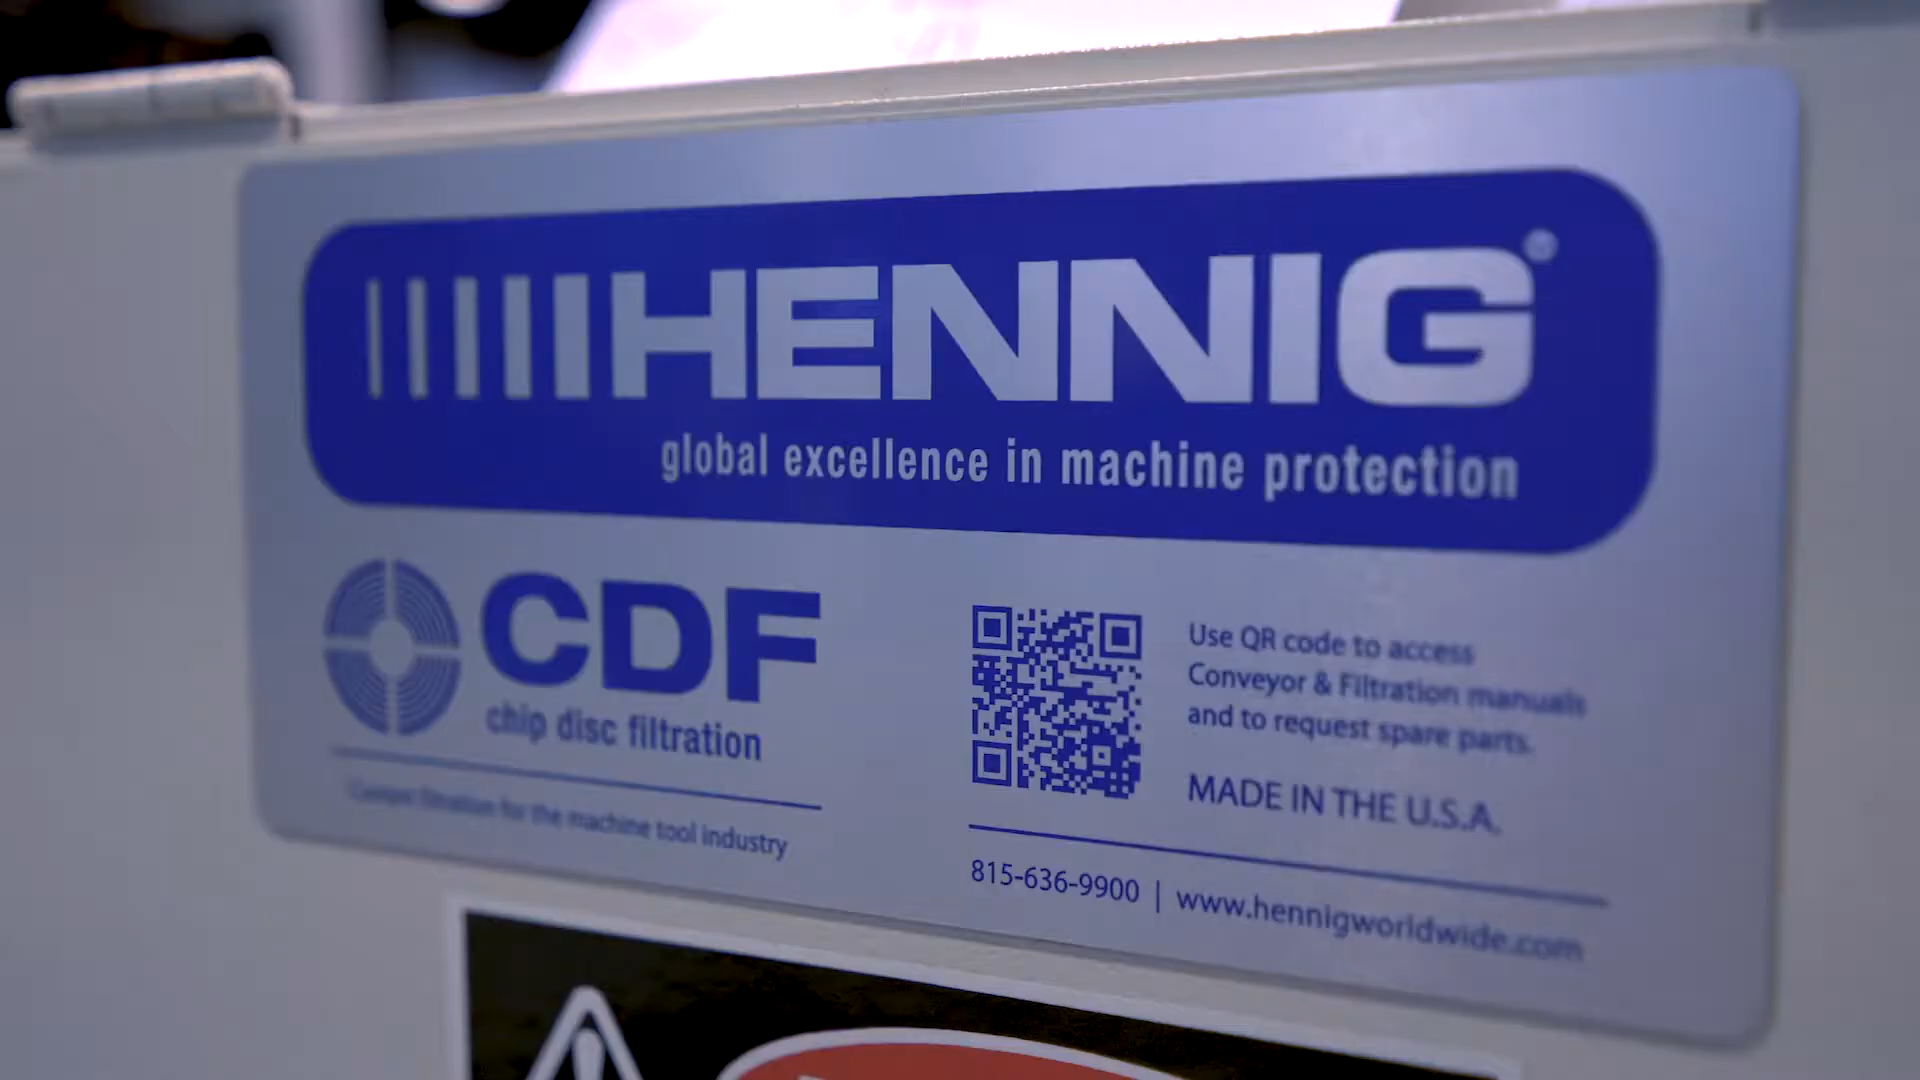 HENNIG®
global excellence in machine protection
CDF
chip disc filtration
filtration for the machine tool industry
Use QR code to access
Conveyor & Filtration manuals
and to request spare parts.
MADE IN THE U.S.A.
815-636-9900 | www.hennigworldwide.com